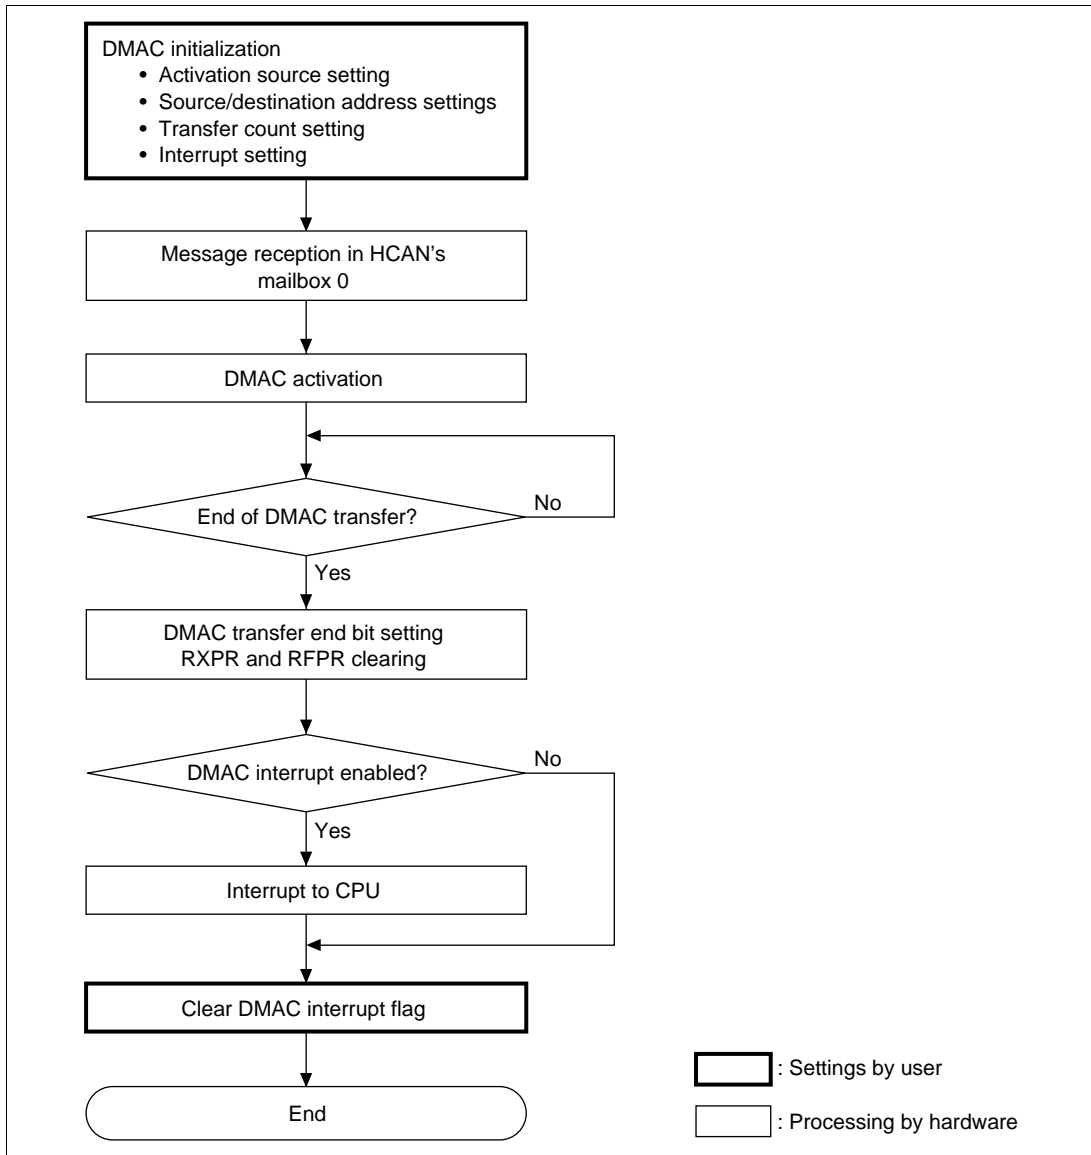 DMAC initialization
• Activation source setting
• Source/destination address settings
• Transfer count setting
• Interrupt setting
Message reception in HCAN's
mailbox 0
DMAC activation
End of DMAC transfer?
No
Yes
DMAC transfer end bit setting
RXPR and RFPR clearing
DMAC interrupt enabled?
No
Yes
Interrupt to CPU
Clear DMAC interrupt flag
End
: Settings by user
: Processing by hardware